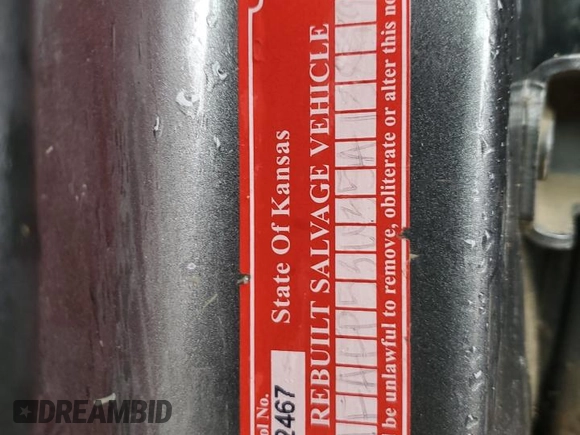 ol No.
2467
State Of Kansas
REBUILT SALVAGE VEHICLE
be unlawful to remove, obliterate or alter this no
DREAMBID